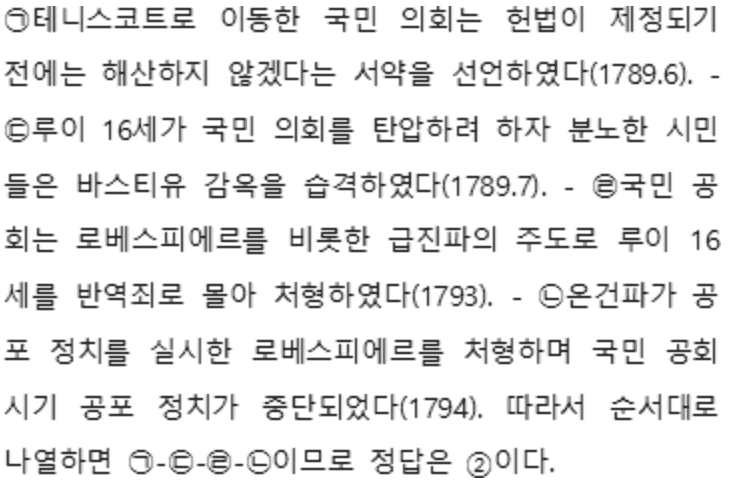 ㉠테니스코트로 이동한 국민 의회는 헌법이 제정되기
전에는 해산하지 않겠다는 서약을 선언하였다(1789.6). -
㉢루이 16세가 국민 의회를 탄압하려 하자 분노한 시민
들은 바스티유 감옥을 습격하였다(1789.7). - ㉣국민 공
회는 로베스피에르를 비롯한 급진파의 주도로 루이 16
세를 반역죄로 몰아 처형하였다(1793). - ㉡온건파가 공
포 정치를 실시한 로베스피에르를 처형하며 국민 공회
시기 공포 정치가 중단되었다(1794). 따라서 순서대로
나열하면 ㉠-㉢-㉣-㉡이므로 정답은 ②이다.